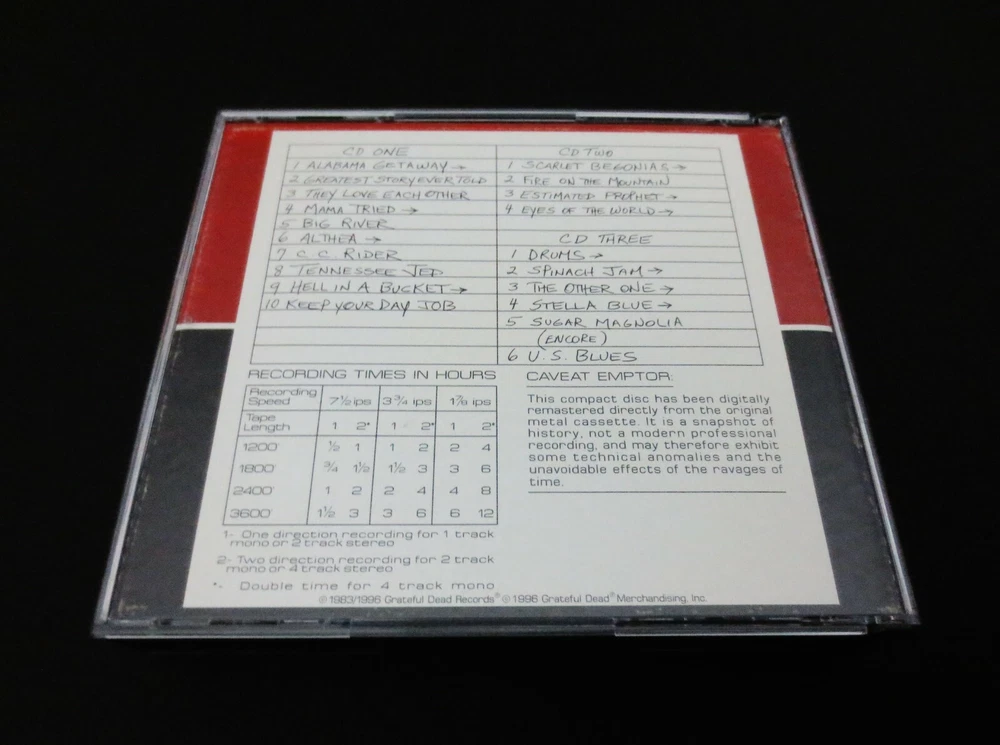 CD ONE
1 ALABAMA GETAWAY →
2 GREATEST STORY EVER TOLD
3 THEY LOVE EACH OTHER
4 MAMA TRIED →
5 BIG RIVER
6 ALTHEA →
7 C.C. RIDER
8 TENNESSEE JED
9 HELL IN A BUCKET →
10 KEEP YOUR DAY JOB
CD TWO
1 SCARLET BEGONIAS →
2 FIRE ON THE MOUNTAIN
3 ESTIMATED PROPHET →
4 EYES OF THE WORLD →
CD THREE
1 DRUMS →
2 SPINACH JAM →
3 THE OTHER ONE →
4 STELLA BLUE →
5 SUGAR MAGNOLIA
(ENCORE)
6 U.S. BLUES
RECORDING TIMES IN HOURS
Recording Speed 7½ ips 3¾ ips 1⅞ ips
Tape Length 1 2* 1 2* 1 2*
1200' ½ 1 1 2 2 4
1800' ¾ 1½ 1½ 3 3 6
2400' 1 2 2 4 4 8
3600' 1½ 3 3 6 6 12
1- One direction recording for 1 track
mono or 2 track stereo
2- Two direction recording for 2 track
mono or 4 track stereo
*- Double time for 4 track mono
CAVEAT EMPTOR:
This compact disc has been digitally
remastered directly from the original
metal cassette. It is a snapshot of
history, not a modern professional
recording, and may therefore exhibit
some technical anomalies and the
unavoidable effects of the ravages of
time.
℗1983/1996 Grateful Dead Records® ©1996 Grateful Dead® Merchandising, Inc.